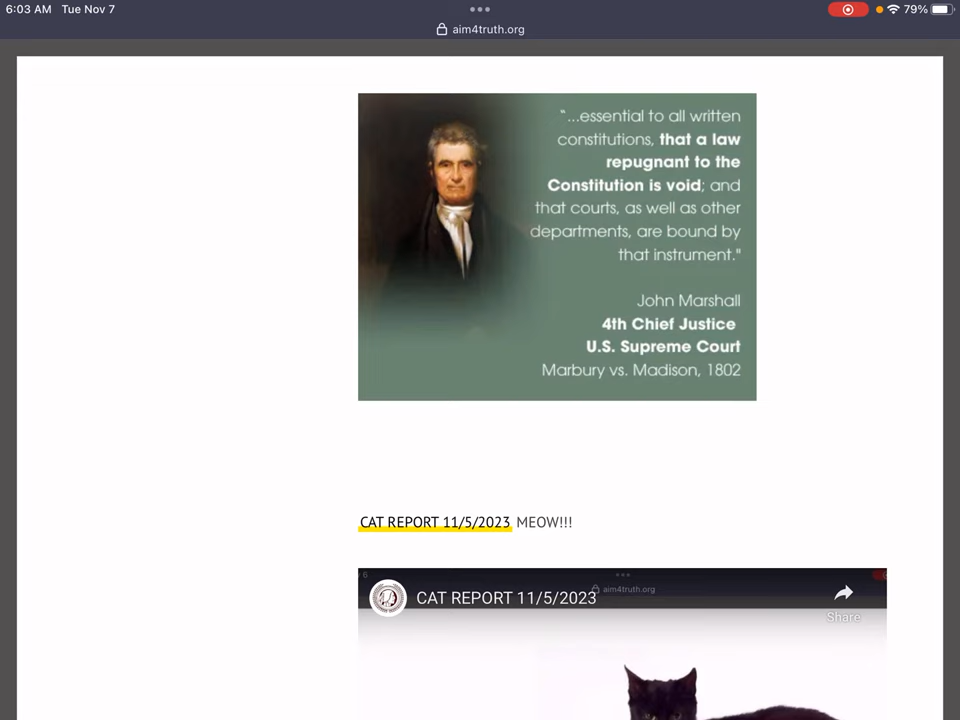 6:03 AM Tue Nov 7
79%
aim4truth.org
“...essential to all written
constitutions, that a law
repugnant to the
Constitution is void; and
that courts, as well as other
departments, are bound by
that instrument."
John Marshall
4th Chief Justice
U.S. Supreme Court
Marbury vs. Madison, 1802
CAT REPORT 11/5/2023 MEOW!!!
aim4truth.org
CAT REPORT 11/5/2023
Share